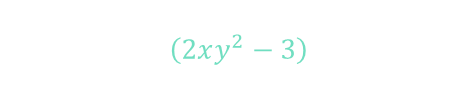 (2xy² − 3)